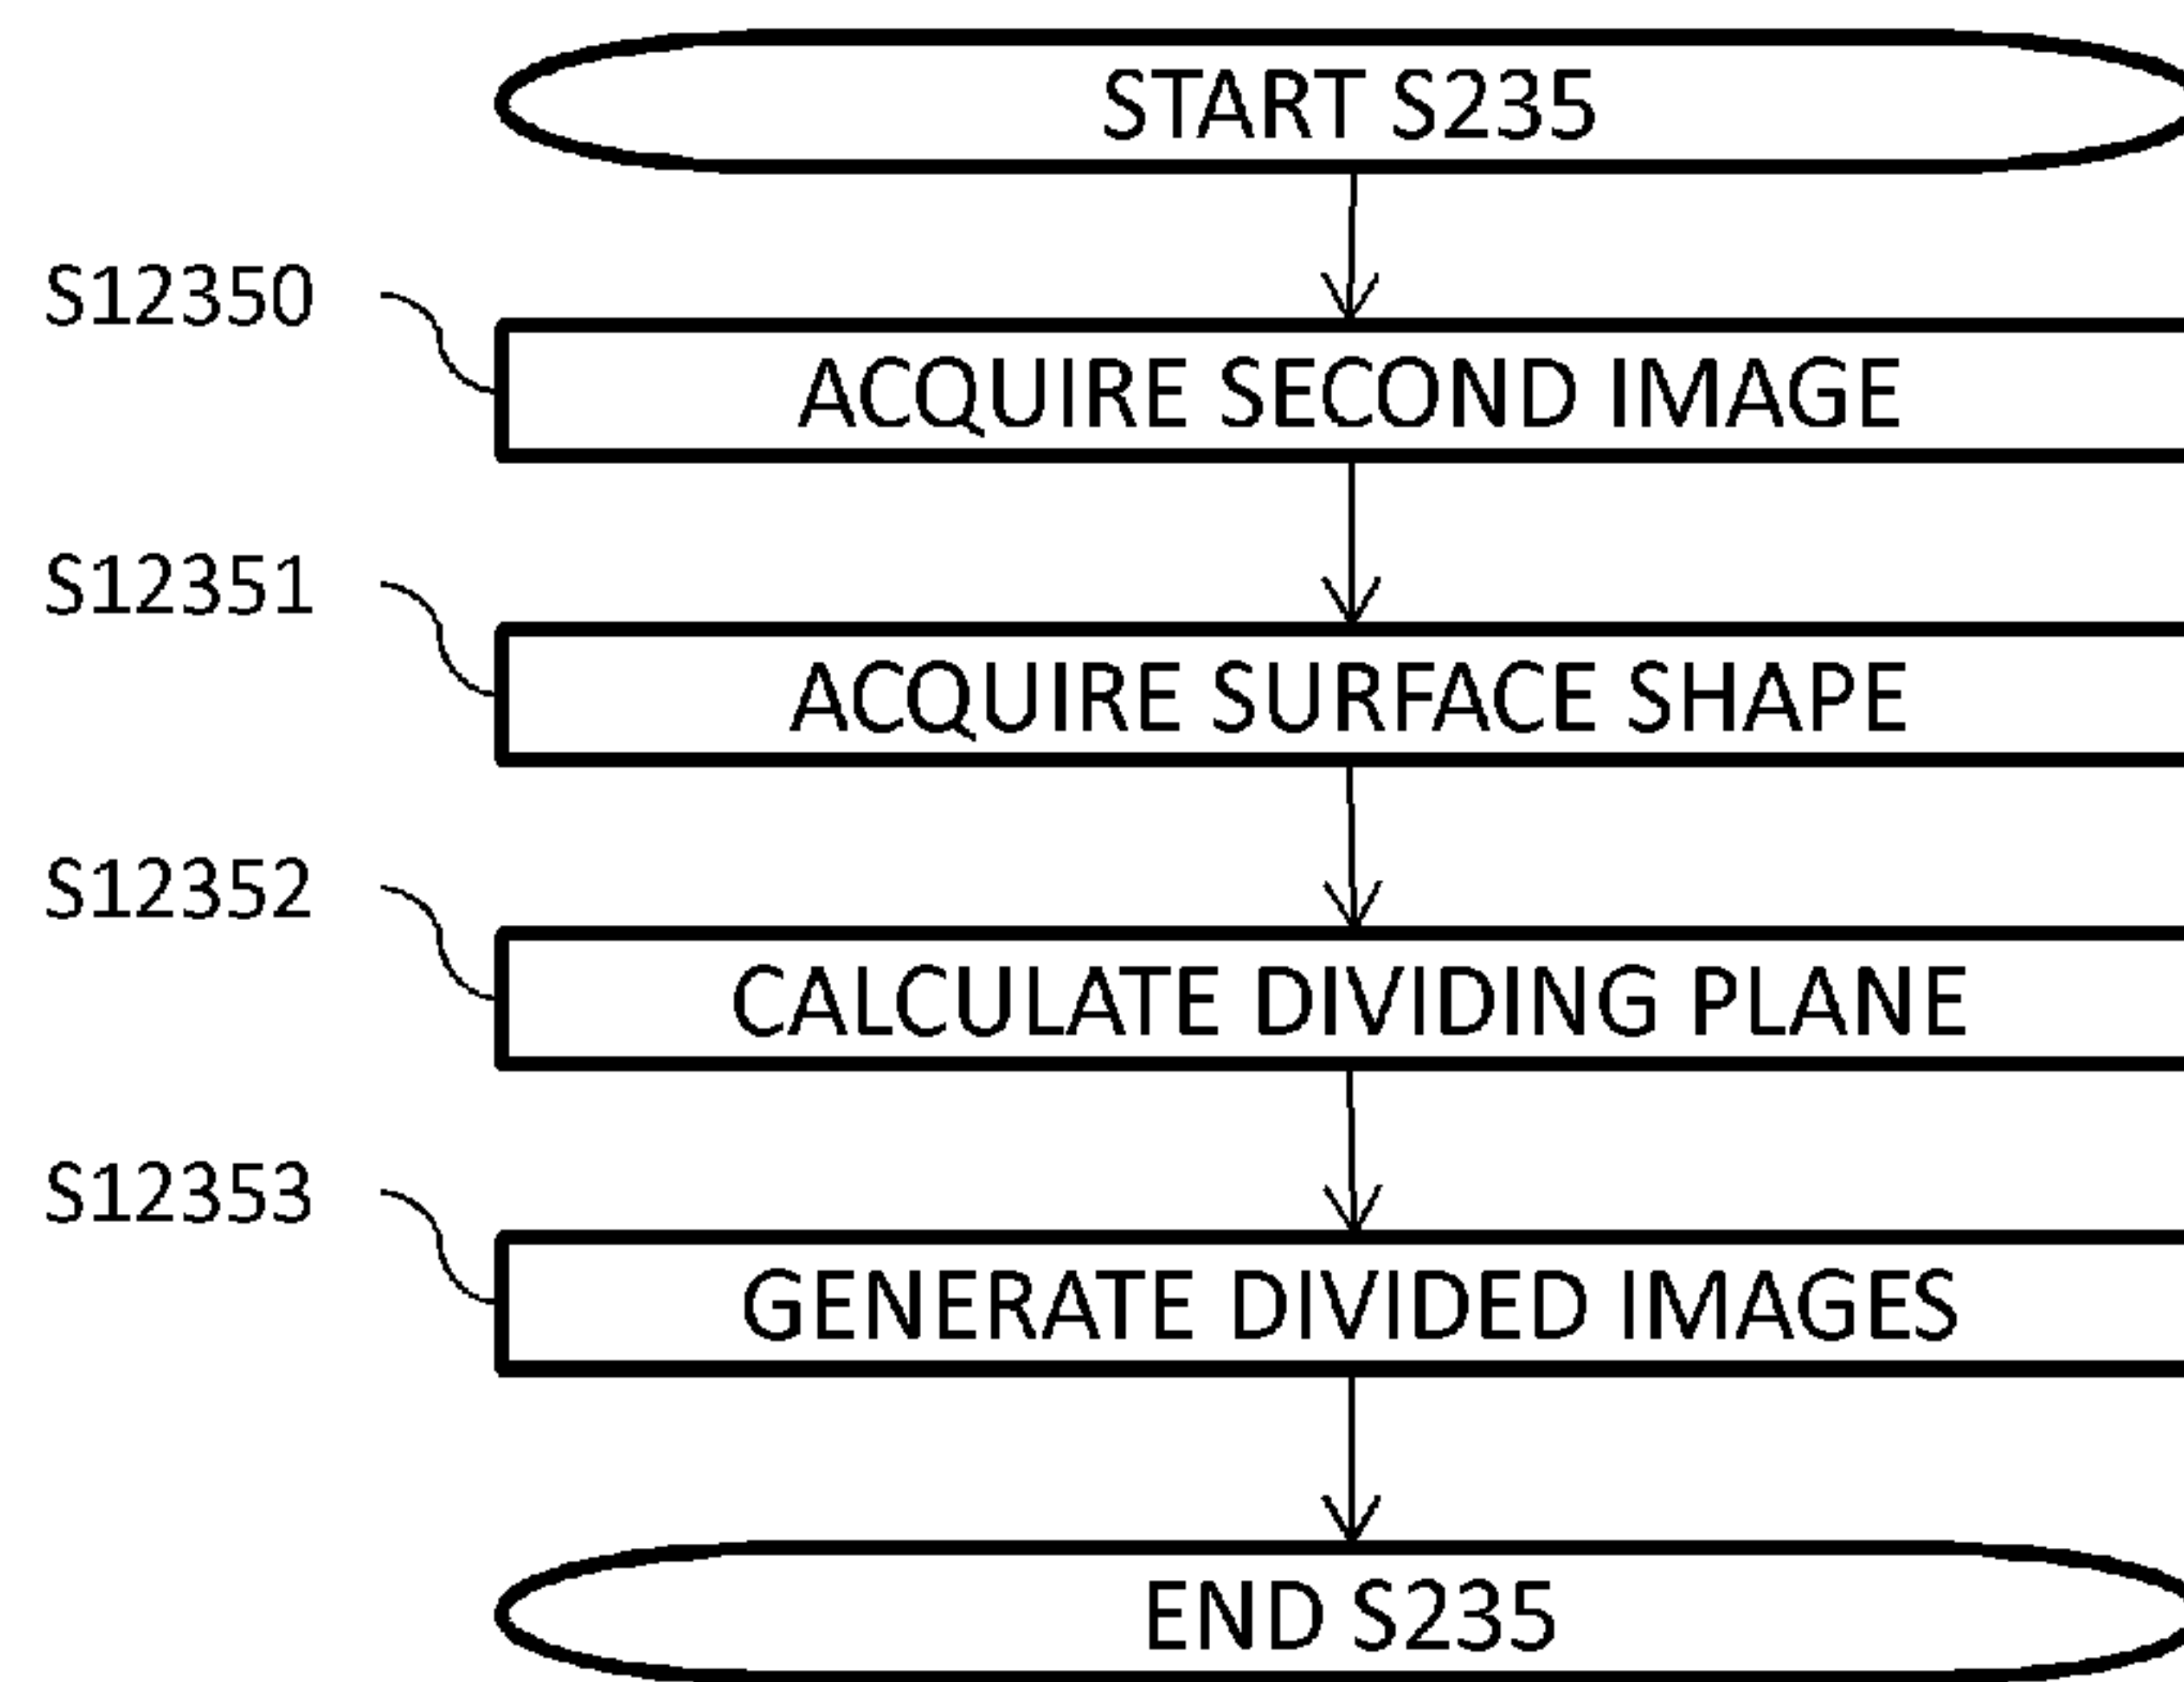 START S235
S12350
ACQUIRE SECOND IMAGE
S12351
ACQUIRE SURFACE SHAPE
S12352
CALCULATE DIVIDING PLANE
S12353
GENERATE DIVIDED IMAGES
END S235